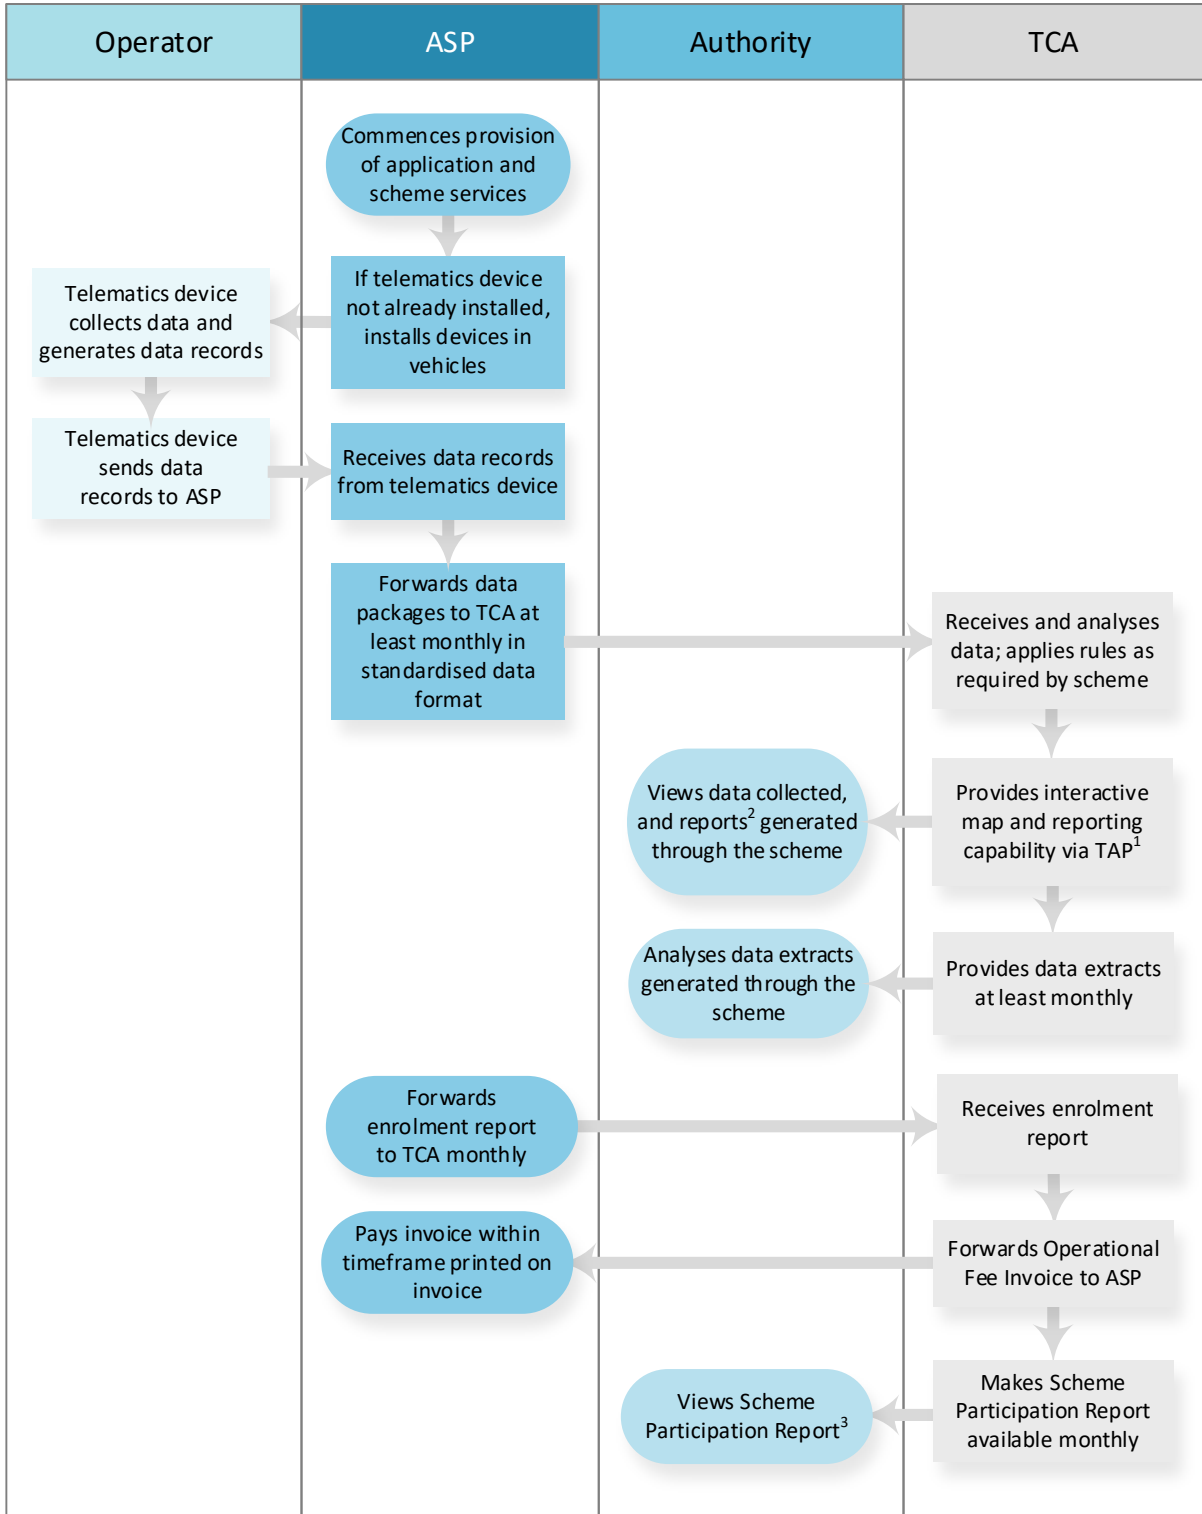 Operator
ASP
Authority
TCA
Commences provision
of application and
scheme services
If telematics device
not already installed,
installs devices in
vehicles
Telematics device
collects data and
generates data records
Telematics device
sends data
records to ASP
Receives data records
from telematics device
Forwards data
packages to TCA at
least monthly in
standardised data
format
Receives and analyses
data; applies rules as
required by scheme
Provides interactive
map and reporting
capability via TAP¹
Views data collected,
and reports² generated
through the scheme
Provides data extracts
at least monthly
Analyses data extracts
generated through the
scheme
Forwards
enrolment report
to TCA monthly
Receives enrolment
report
Forwards Operational
Fee Invoice to ASP
Pays invoice within
timeframe printed on
invoice
Makes Scheme
Participation Report
available monthly
Views Scheme
Participation Report³